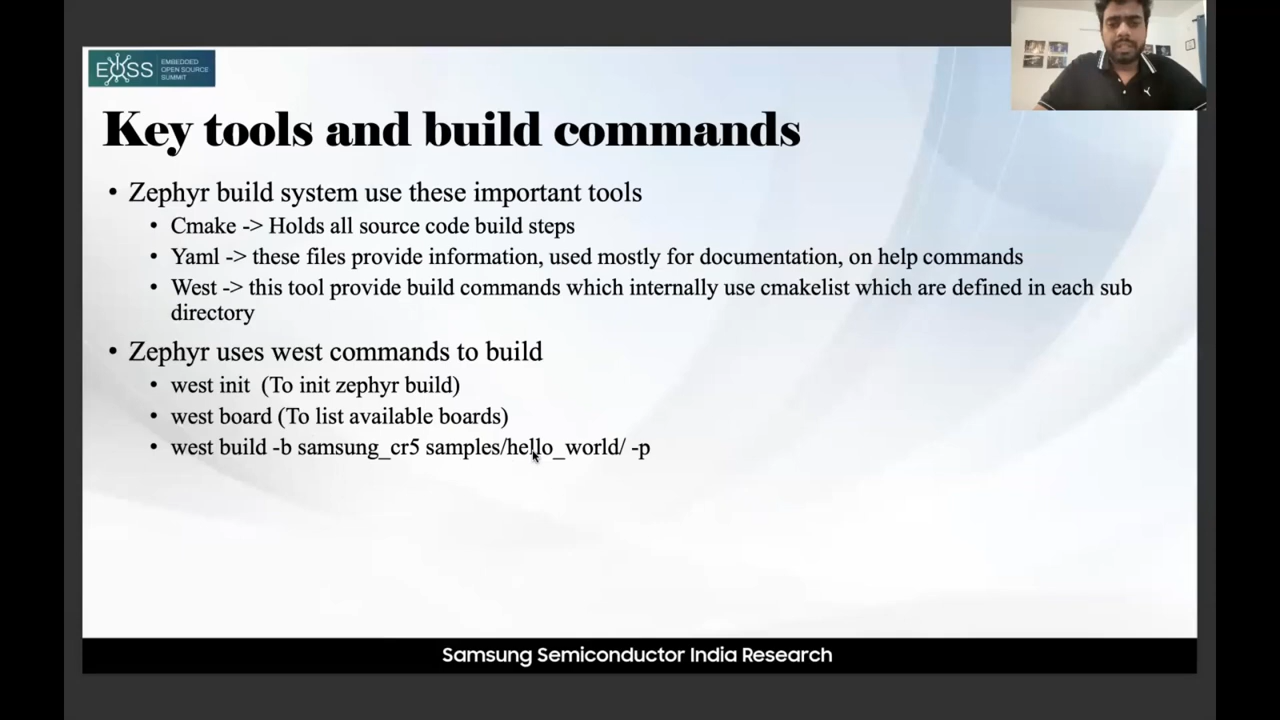 EOSS
EMBEDDED
OPEN SOURCE
SUMMIT
Key tools and build commands
• Zephyr build system use these important tools
• Cmake -> Holds all source code build steps
• Yaml -> these files provide information, used mostly for documentation, on help commands
• West -> this tool provide build commands which internally use cmakelist which are defined in each sub
directory
• Zephyr uses west commands to build
• west init (To init zephyr build)
• west board (To list available boards)
• west build -b samsung_cr5 samples/hello_world/ -p
Samsung Semiconductor India Research